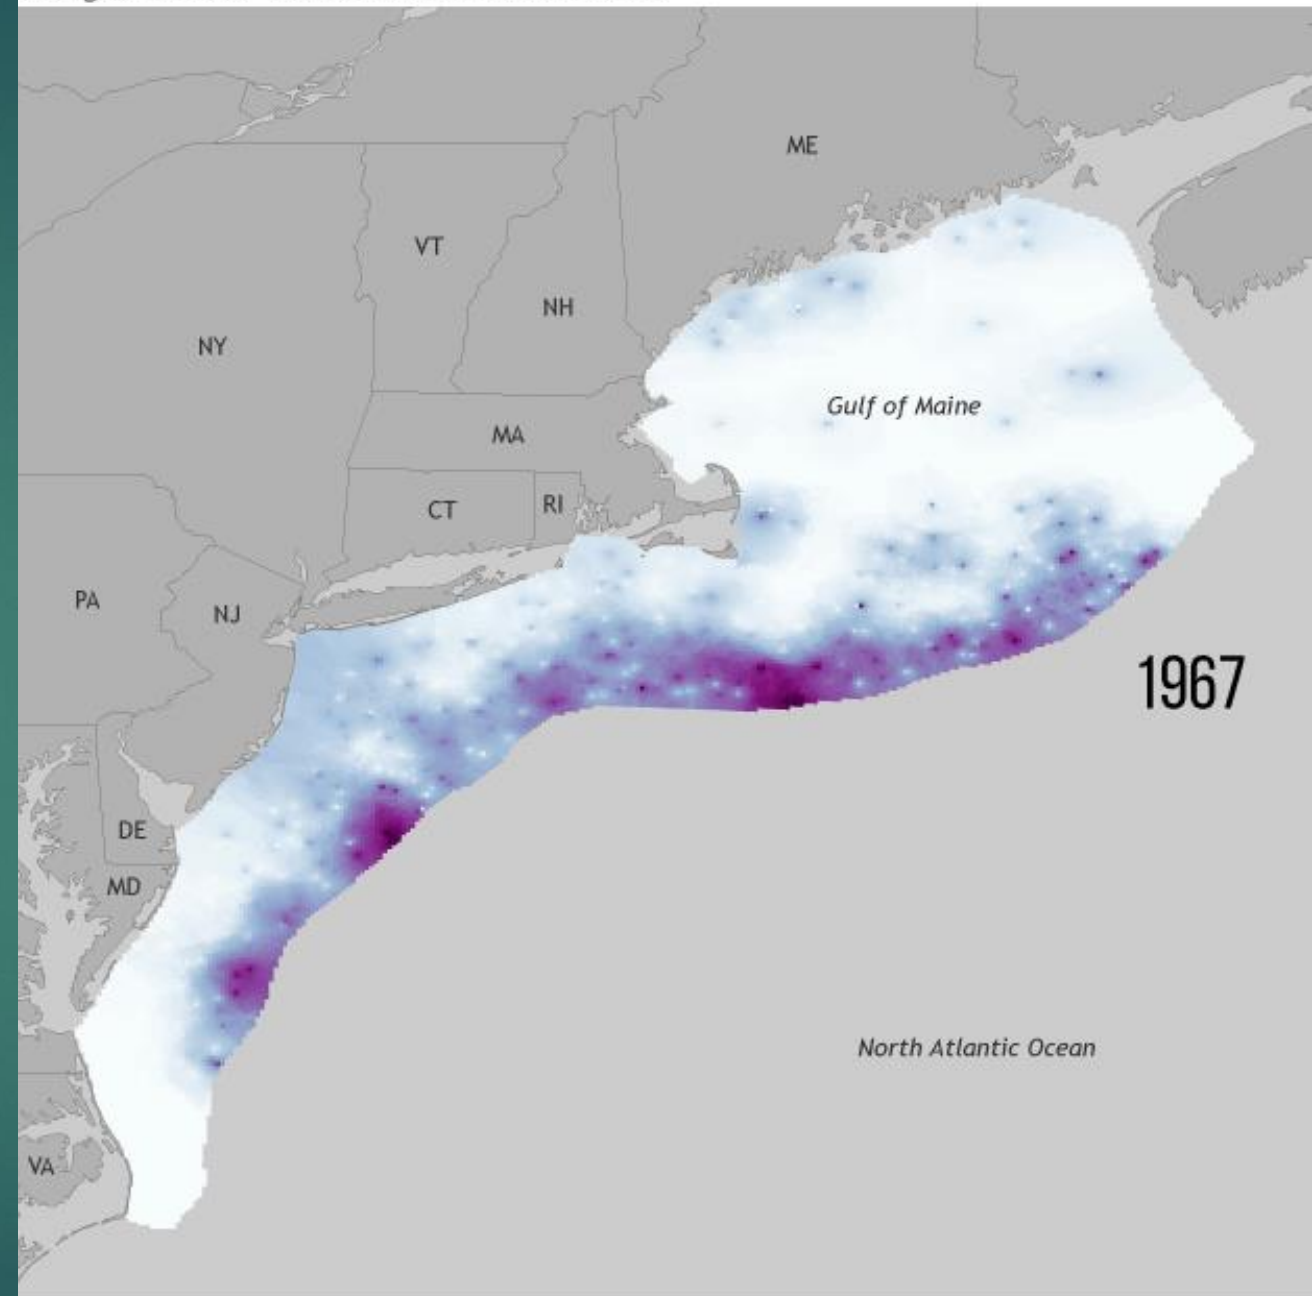 ME
VT
NH
NY
Gulf of Maine
MA
CT
RI
PA
NJ
1967
DE
MD
North Atlantic Ocean
VA